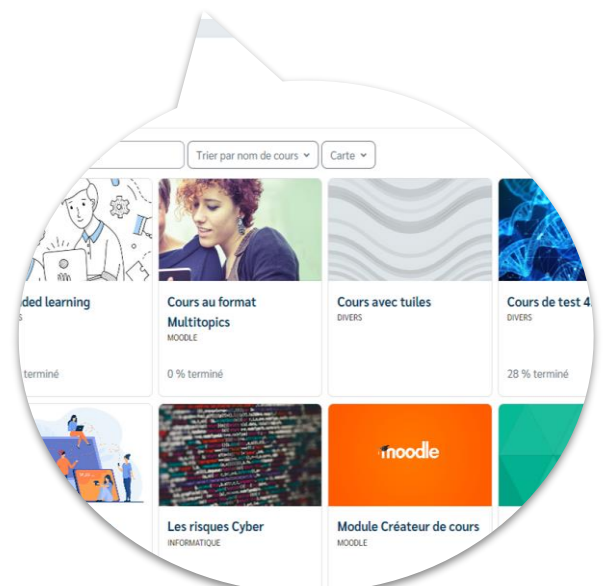 Trier par nom de cours
Carte
ded learning
Cours au format
Multitopics
MOODLE
Cours avec tuiles
DIVERS
Cours de test 4
DIVERS
terminé
0 % terminé
28 % terminé
moodle
Les risques Cyber
INFORMATIQUE
Module Créateur de cours
MOODLE